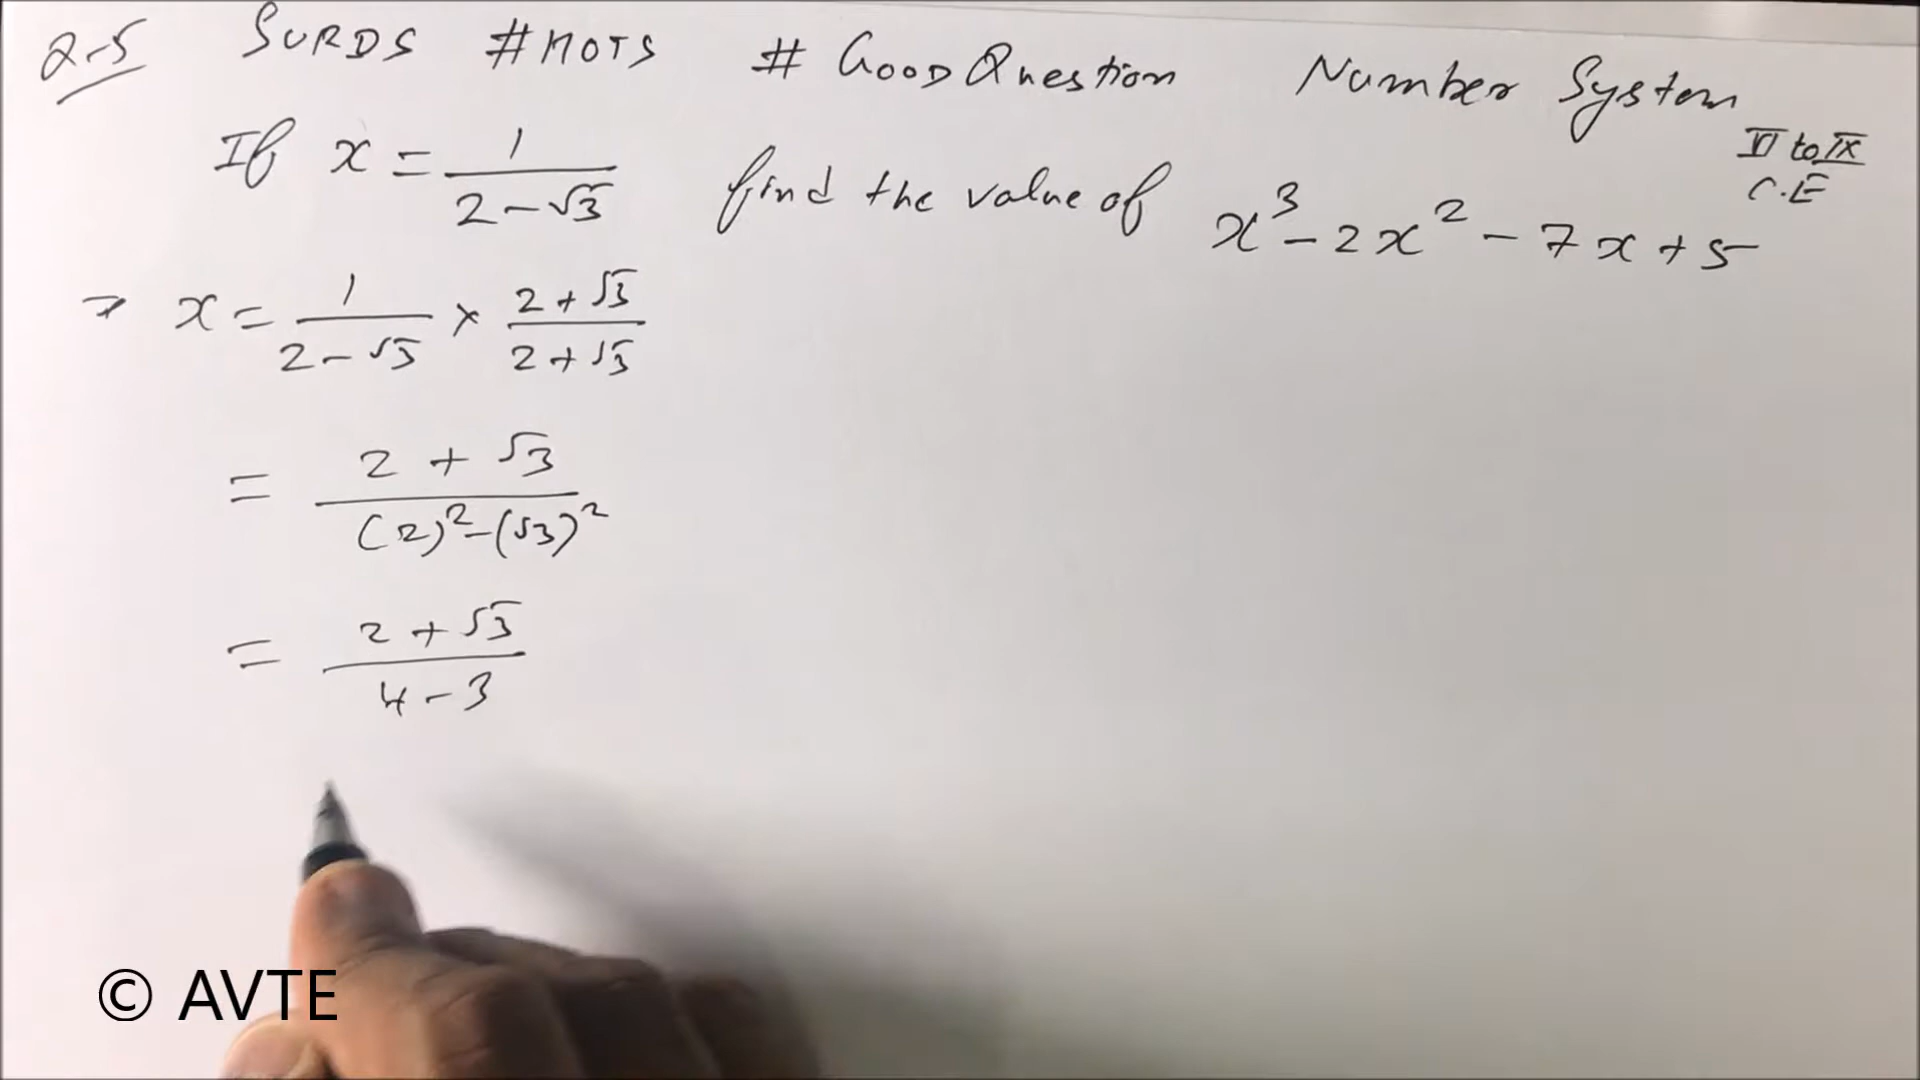 Q-5 SURDS #HOTS # Good Question Number System
VI to IX
C.E
If x = 1/(2-√3) find the value of x³-2x²-7x+5
→ x = 1/(2-√3) × (2+√3)/(2+√3)
= (2+√3)/((2)²-(√3)²)
= (2+√3)/(4-3)
© AVTE